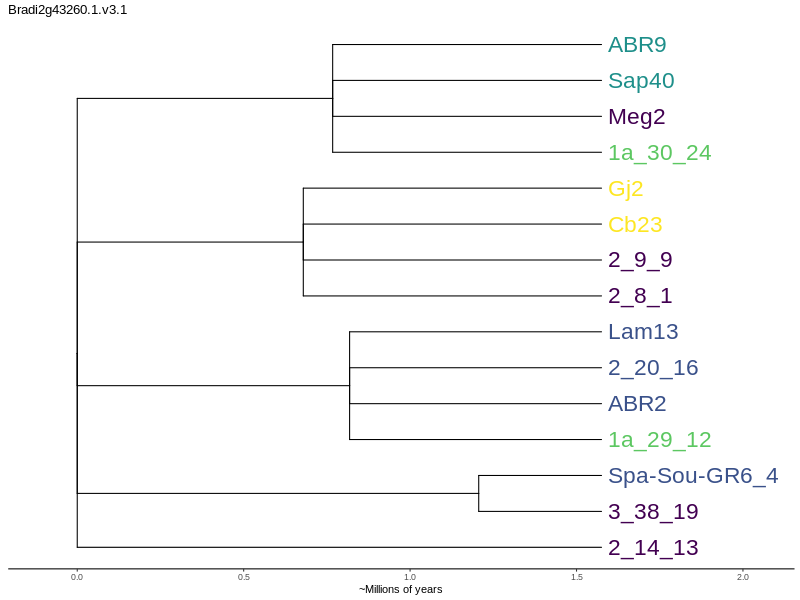 Bradi2g43260.1.v3.1
ABR9
Sap40
Meg2
1a_30_24
Gj2
Cb23
2_9_9
2_8_1
Lam13
2_20_16
ABR2
1a_29_12
Spa-Sou-GR6_4
3_38_19
2_14_13
0.0 0.5 1.0 1.5 2.0
~Millions of years